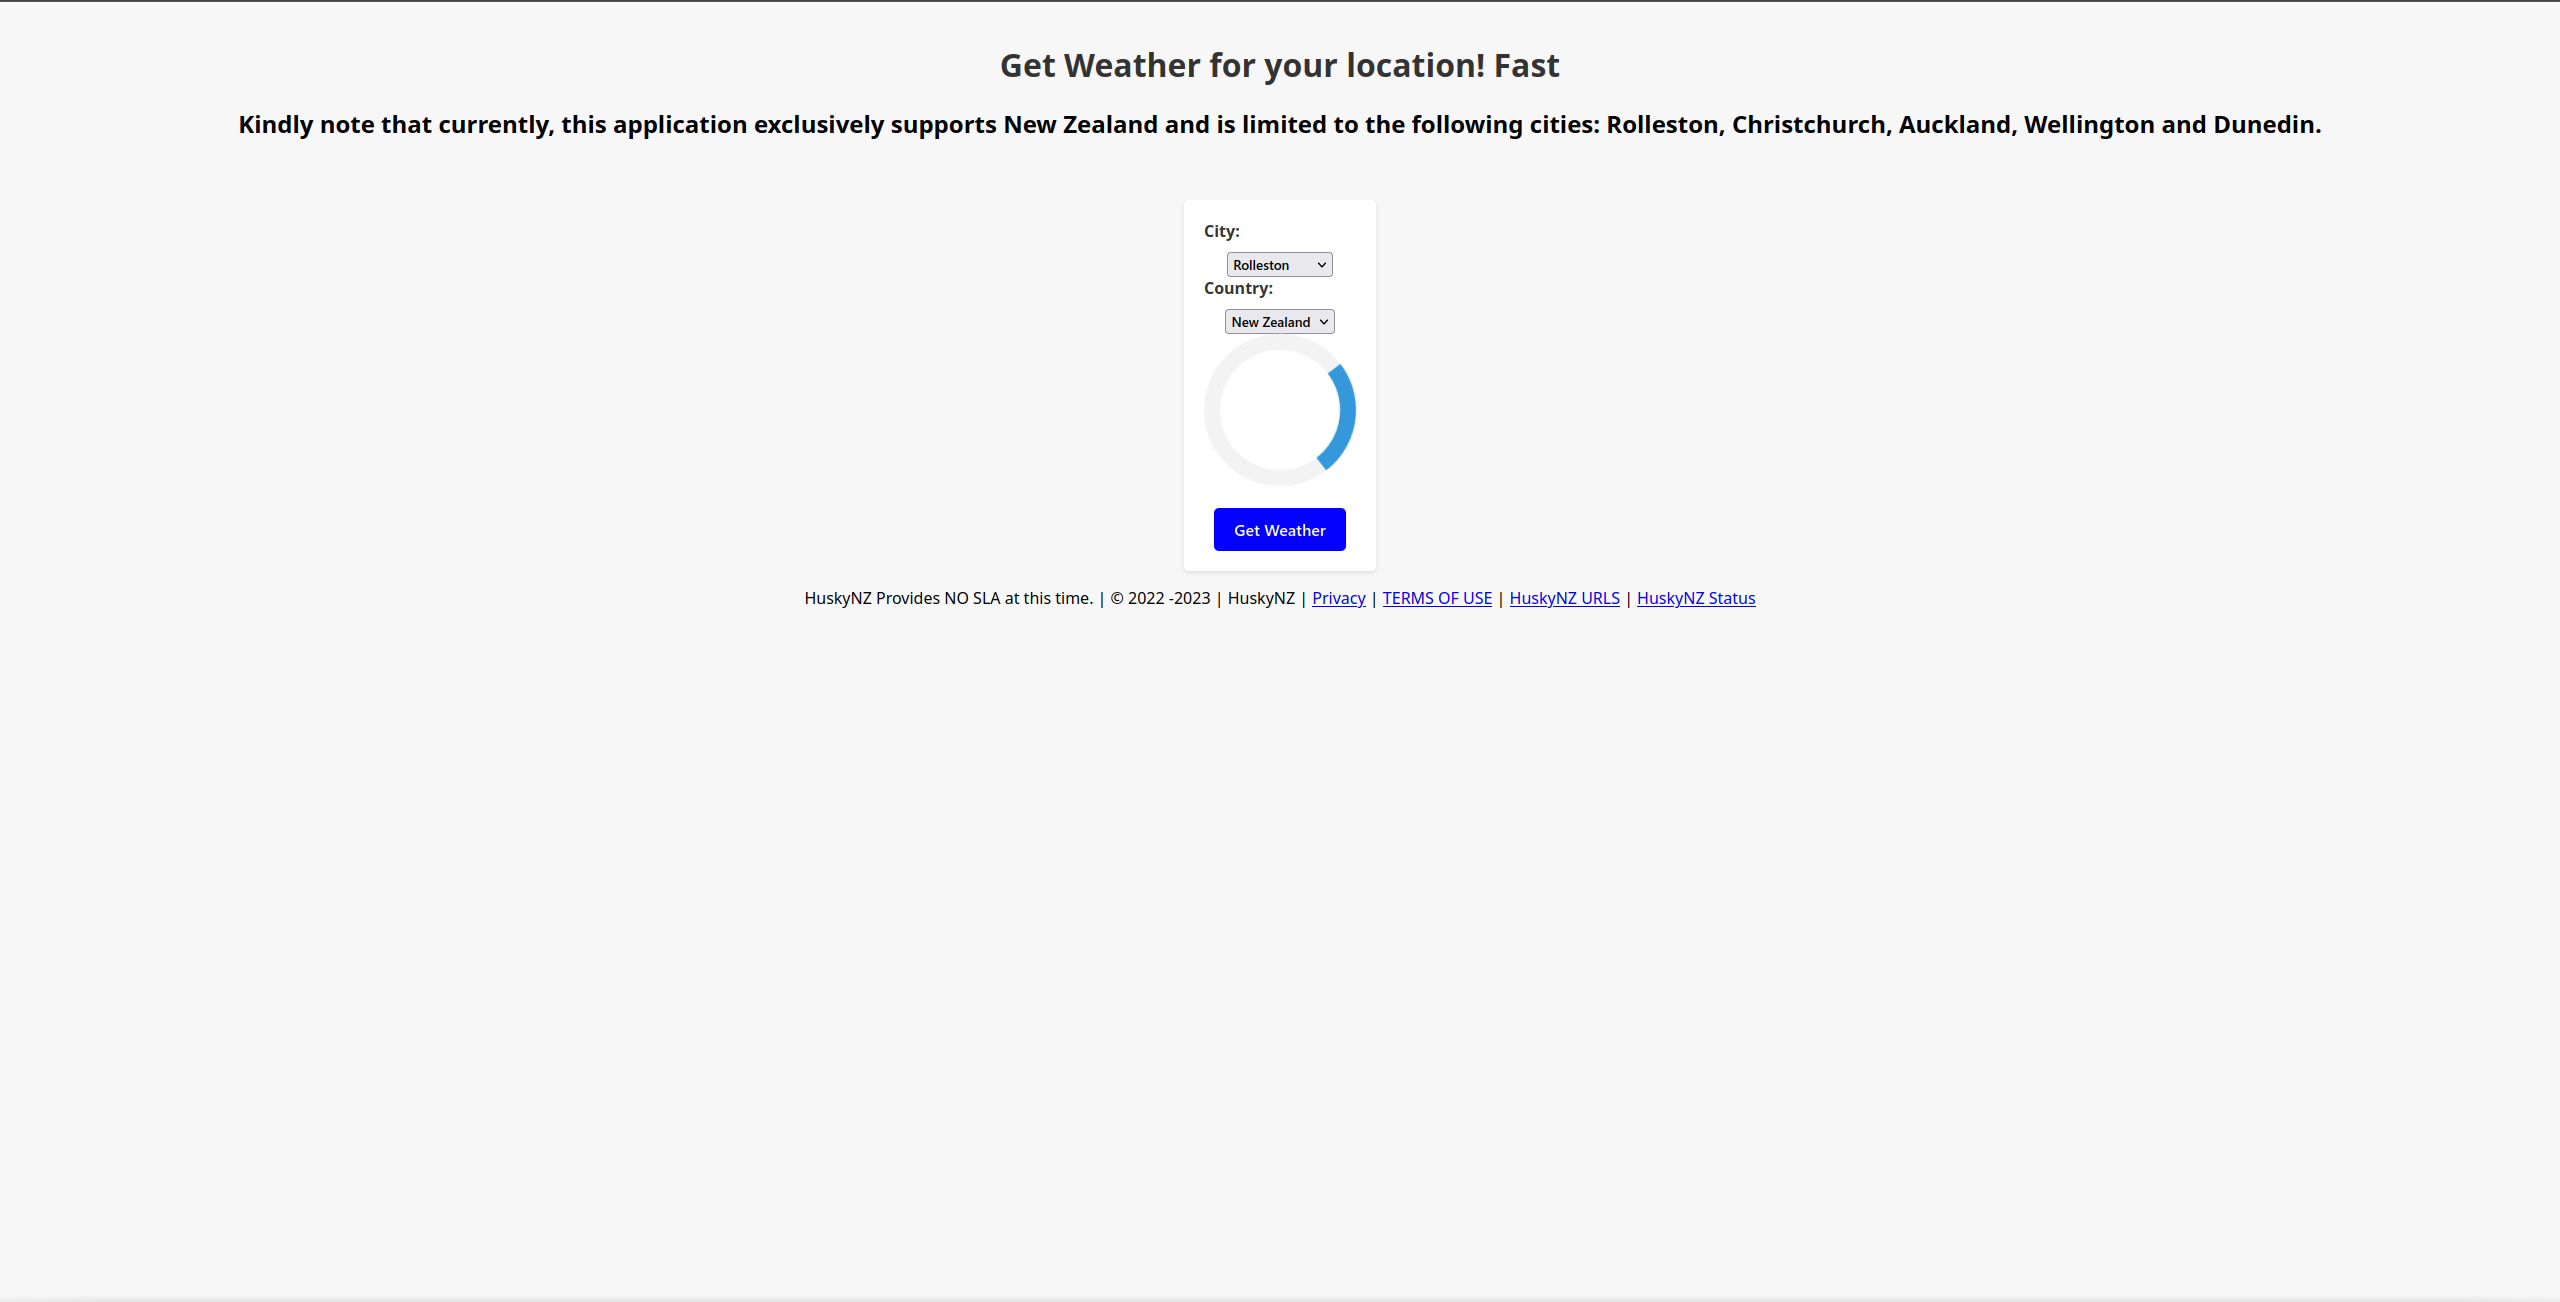 Get Weather for your location! Fast
Kindly note that currently, this application exclusively supports New Zealand and is limited to the following cities: Rolleston, Christchurch, Auckland, Wellington and Dunedin.
City:
Rolleston
Country:
New Zealand
Get Weather
HuskyNZ Provides NO SLA at this time. | © 2022 -2023 | HuskyNZ | Privacy | TERMS OF USE | HuskyNZ URLS | HuskyNZ Status